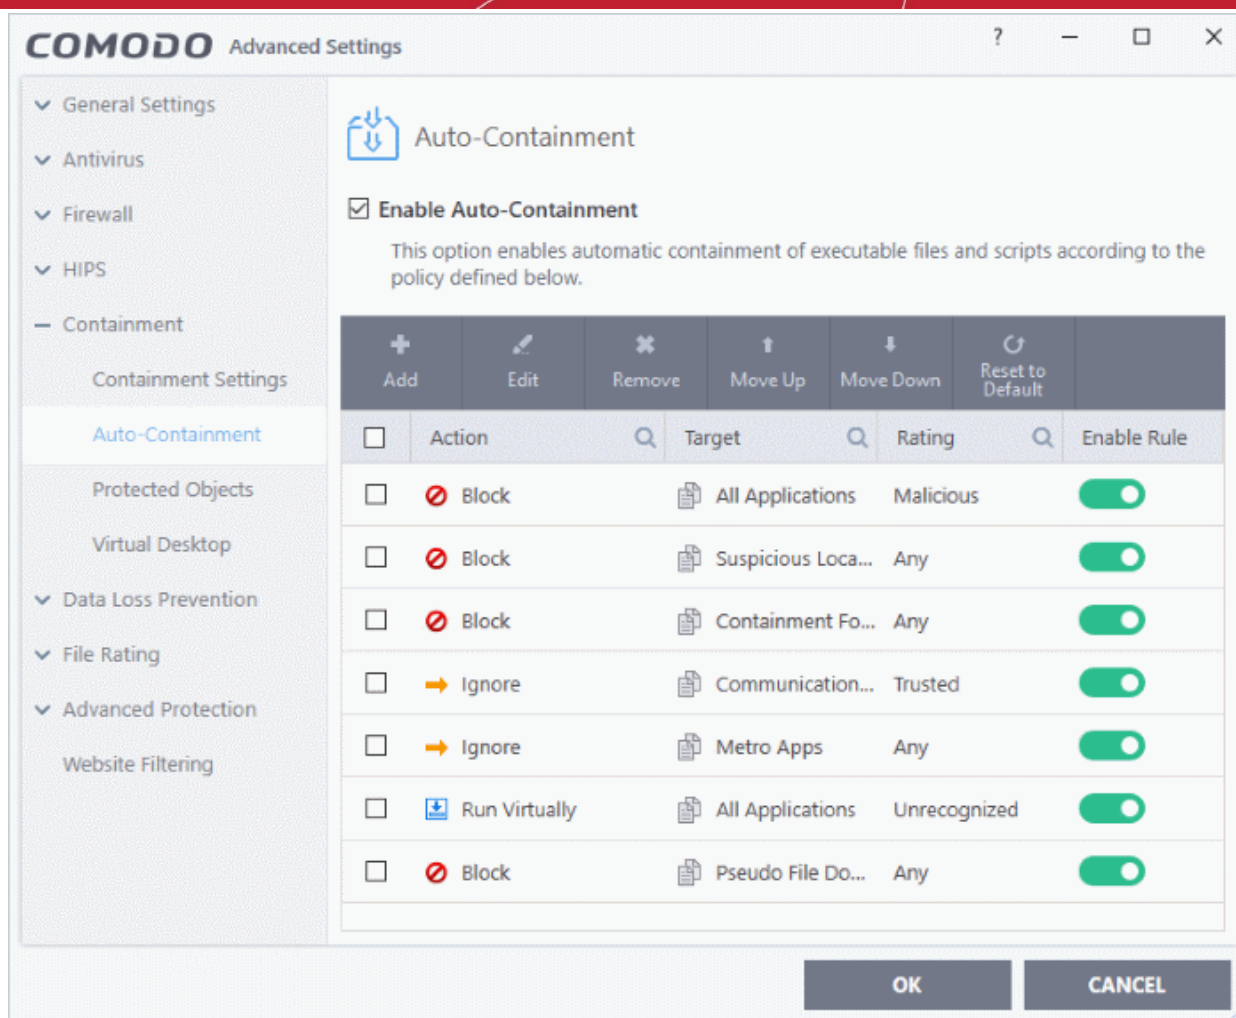 COMODO Advanced Settings ?
General Settings
Antivirus
Firewall
HIPS
Containment
Containment Settings
Auto-Containment
Protected Objects
Virtual Desktop
Data Loss Prevention
File Rating
Advanced Protection
Website Filtering
Auto-Containment
Enable Auto-Containment
This option enables automatic containment of executable files and scripts according to the
policy defined below.
Add Edit Remove Move Up Move Down Reset to
Default
Action Target Rating Enable Rule
Block All Applications Malicious
Block Suspicious Loca... Any
Block Containment Fo... Any
Ignore Communication... Trusted
Ignore Metro Apps Any
Run Virtually All Applications Unrecognized
Block Pseudo File Do... Any
OK CANCEL